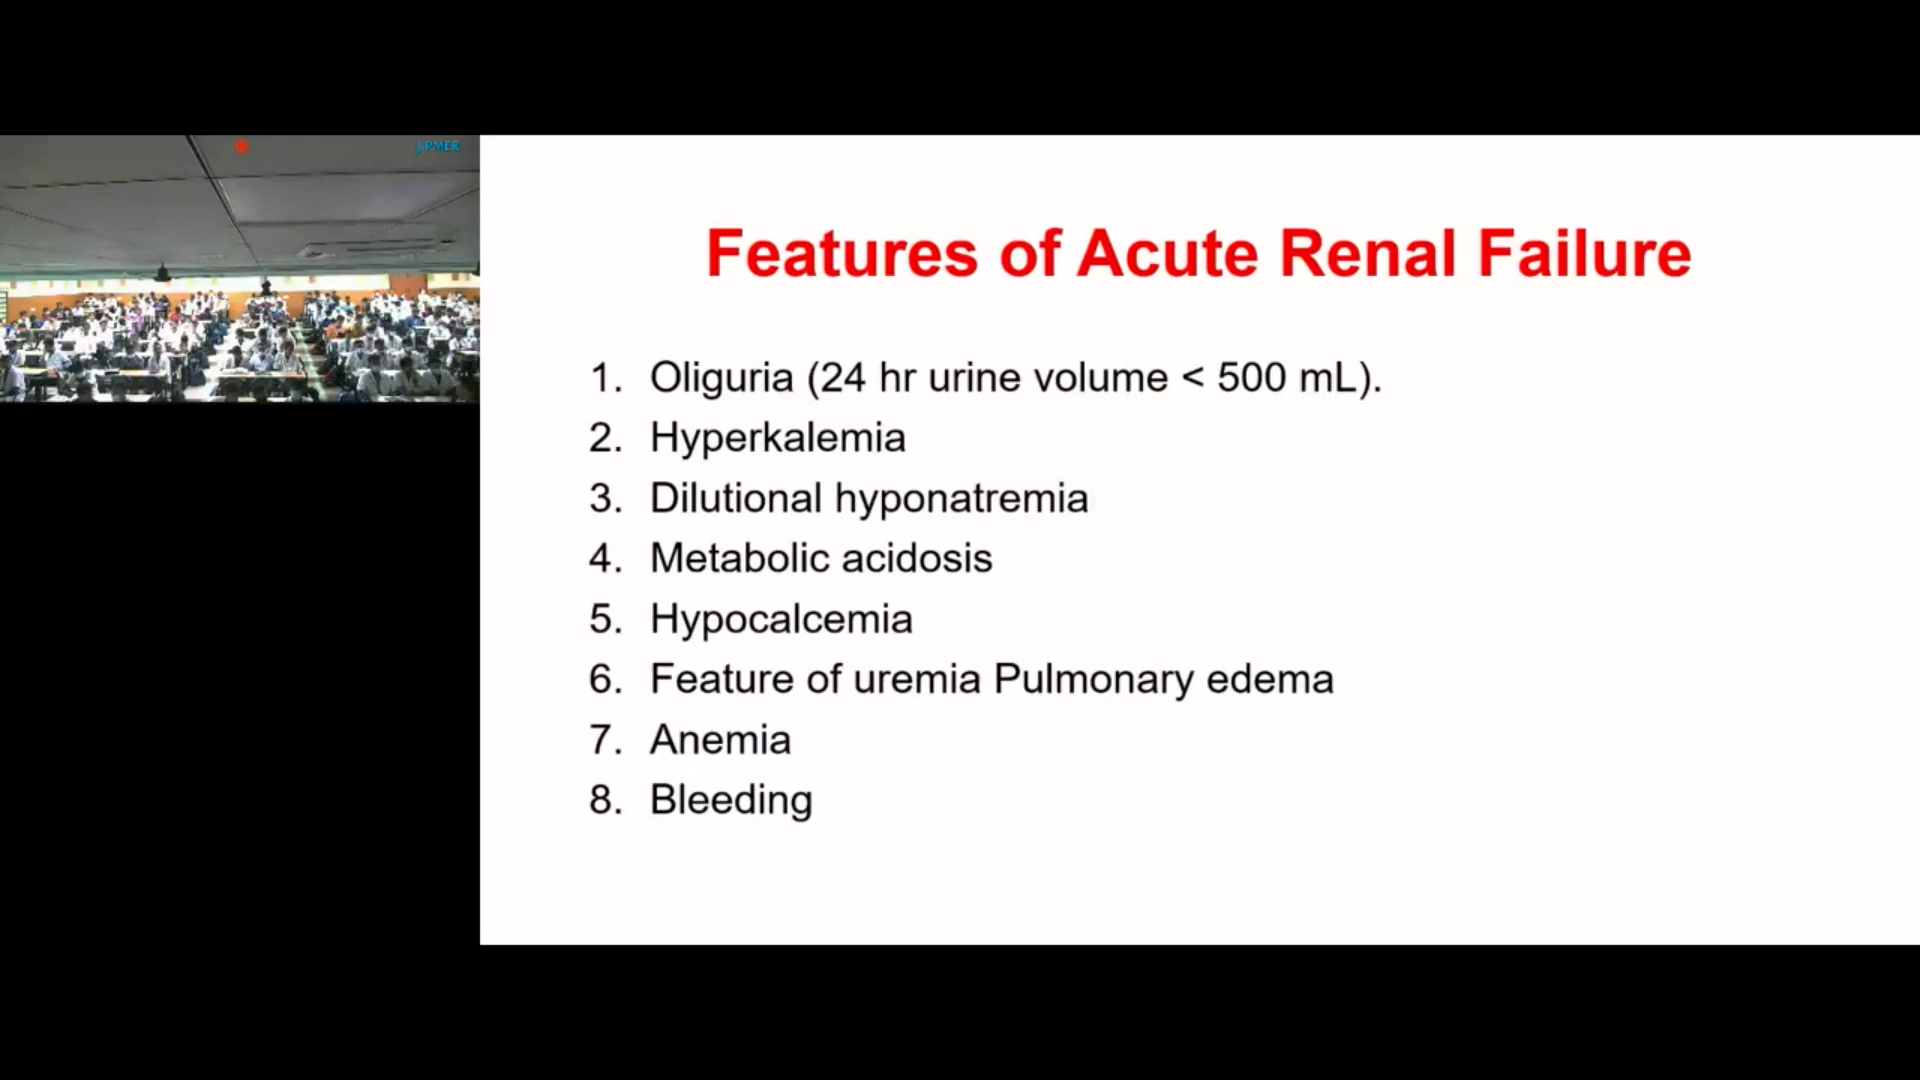 JIPMER
Features of Acute Renal Failure
1. Oliguria (24 hr urine volume < 500 mL).
2. Hyperkalemia
3. Dilutional hyponatremia
4. Metabolic acidosis
5. Hypocalcemia
6. Feature of uremia Pulmonary edema
7. Anemia
8. Bleeding